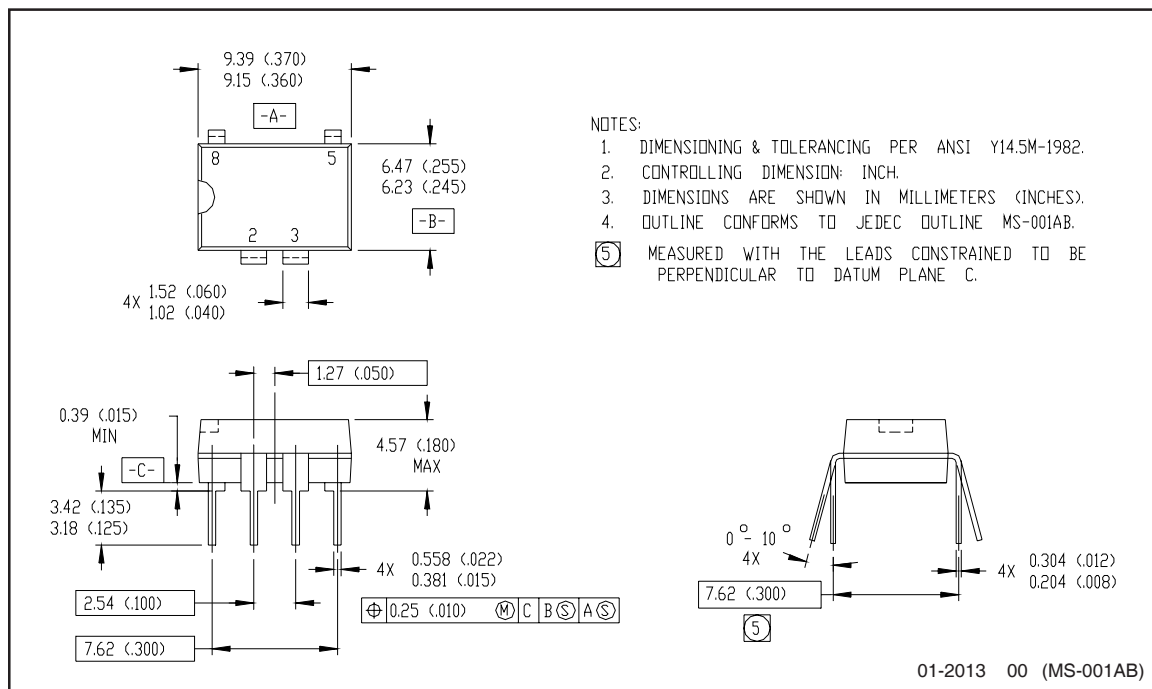 9.39 (.370)
9.15 (.360)
-A-
8
5
6.47 (.255)
6.23 (.245)
-B-
2 3
4X 1.52 (.060)
1.02 (.040)
NOTES:
1. DIMENSIONING & TOLERANCING PER ANSI Y14.5M-1982.
2. CONTROLLING DIMENSION: INCH.
3. DIMENSIONS ARE SHOWN IN MILLIMETERS (INCHES).
4. OUTLINE CONFORMS TO JEDEC OUTLINE MS-001AB.
5 MEASURED WITH THE LEADS CONSTRAINED TO BE
PERPENDICULAR TO DATUM PLANE C.
1.27 (.050)
0.39 (.015)
MIN
4.57 (.180)
MAX
-C-
3.42 (.135)
3.18 (.125)
4X 0.558 (.022)
0.381 (.015)
2.54 (.100)
⌖ 0.25 (.010) Ⓜ C B Ⓢ A Ⓢ
7.62 (.300)
0° - 10°
4X
4X 0.304 (.012)
0.204 (.008)
7.62 (.300)
5
01-2013 00 (MS-001AB)